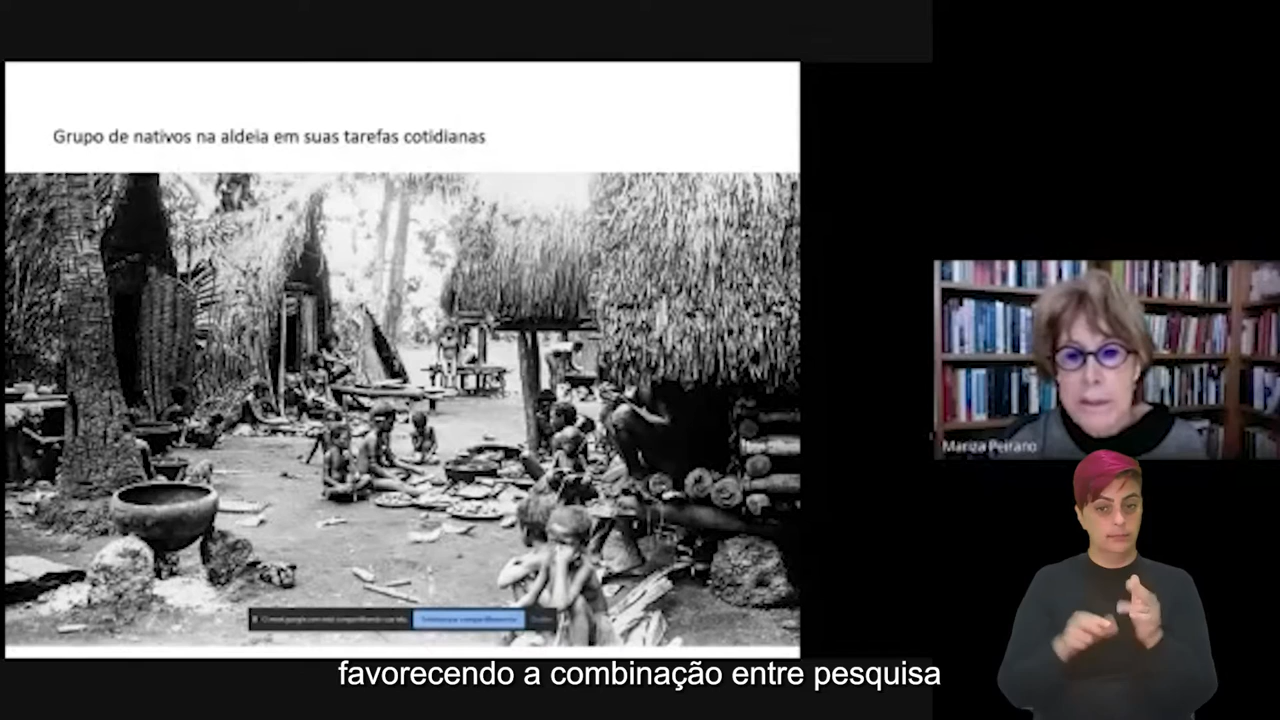 Grupo de nativos na aldeia em suas tarefas cotidianas
Mariza Peirano
favorecendo a combinação entre pesquisa